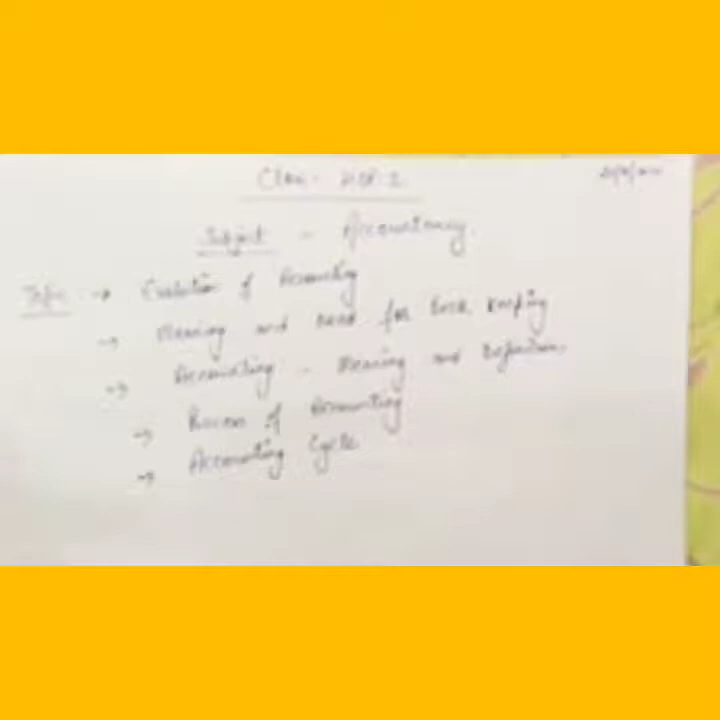 Class -
Subject - Accountancy.
Topic → Evolution of Accounting
→ Meaning and Need for Book Keeping
→ Accounting - Meaning and Definition
→ Process of Accounting
→ Accounting Cycle